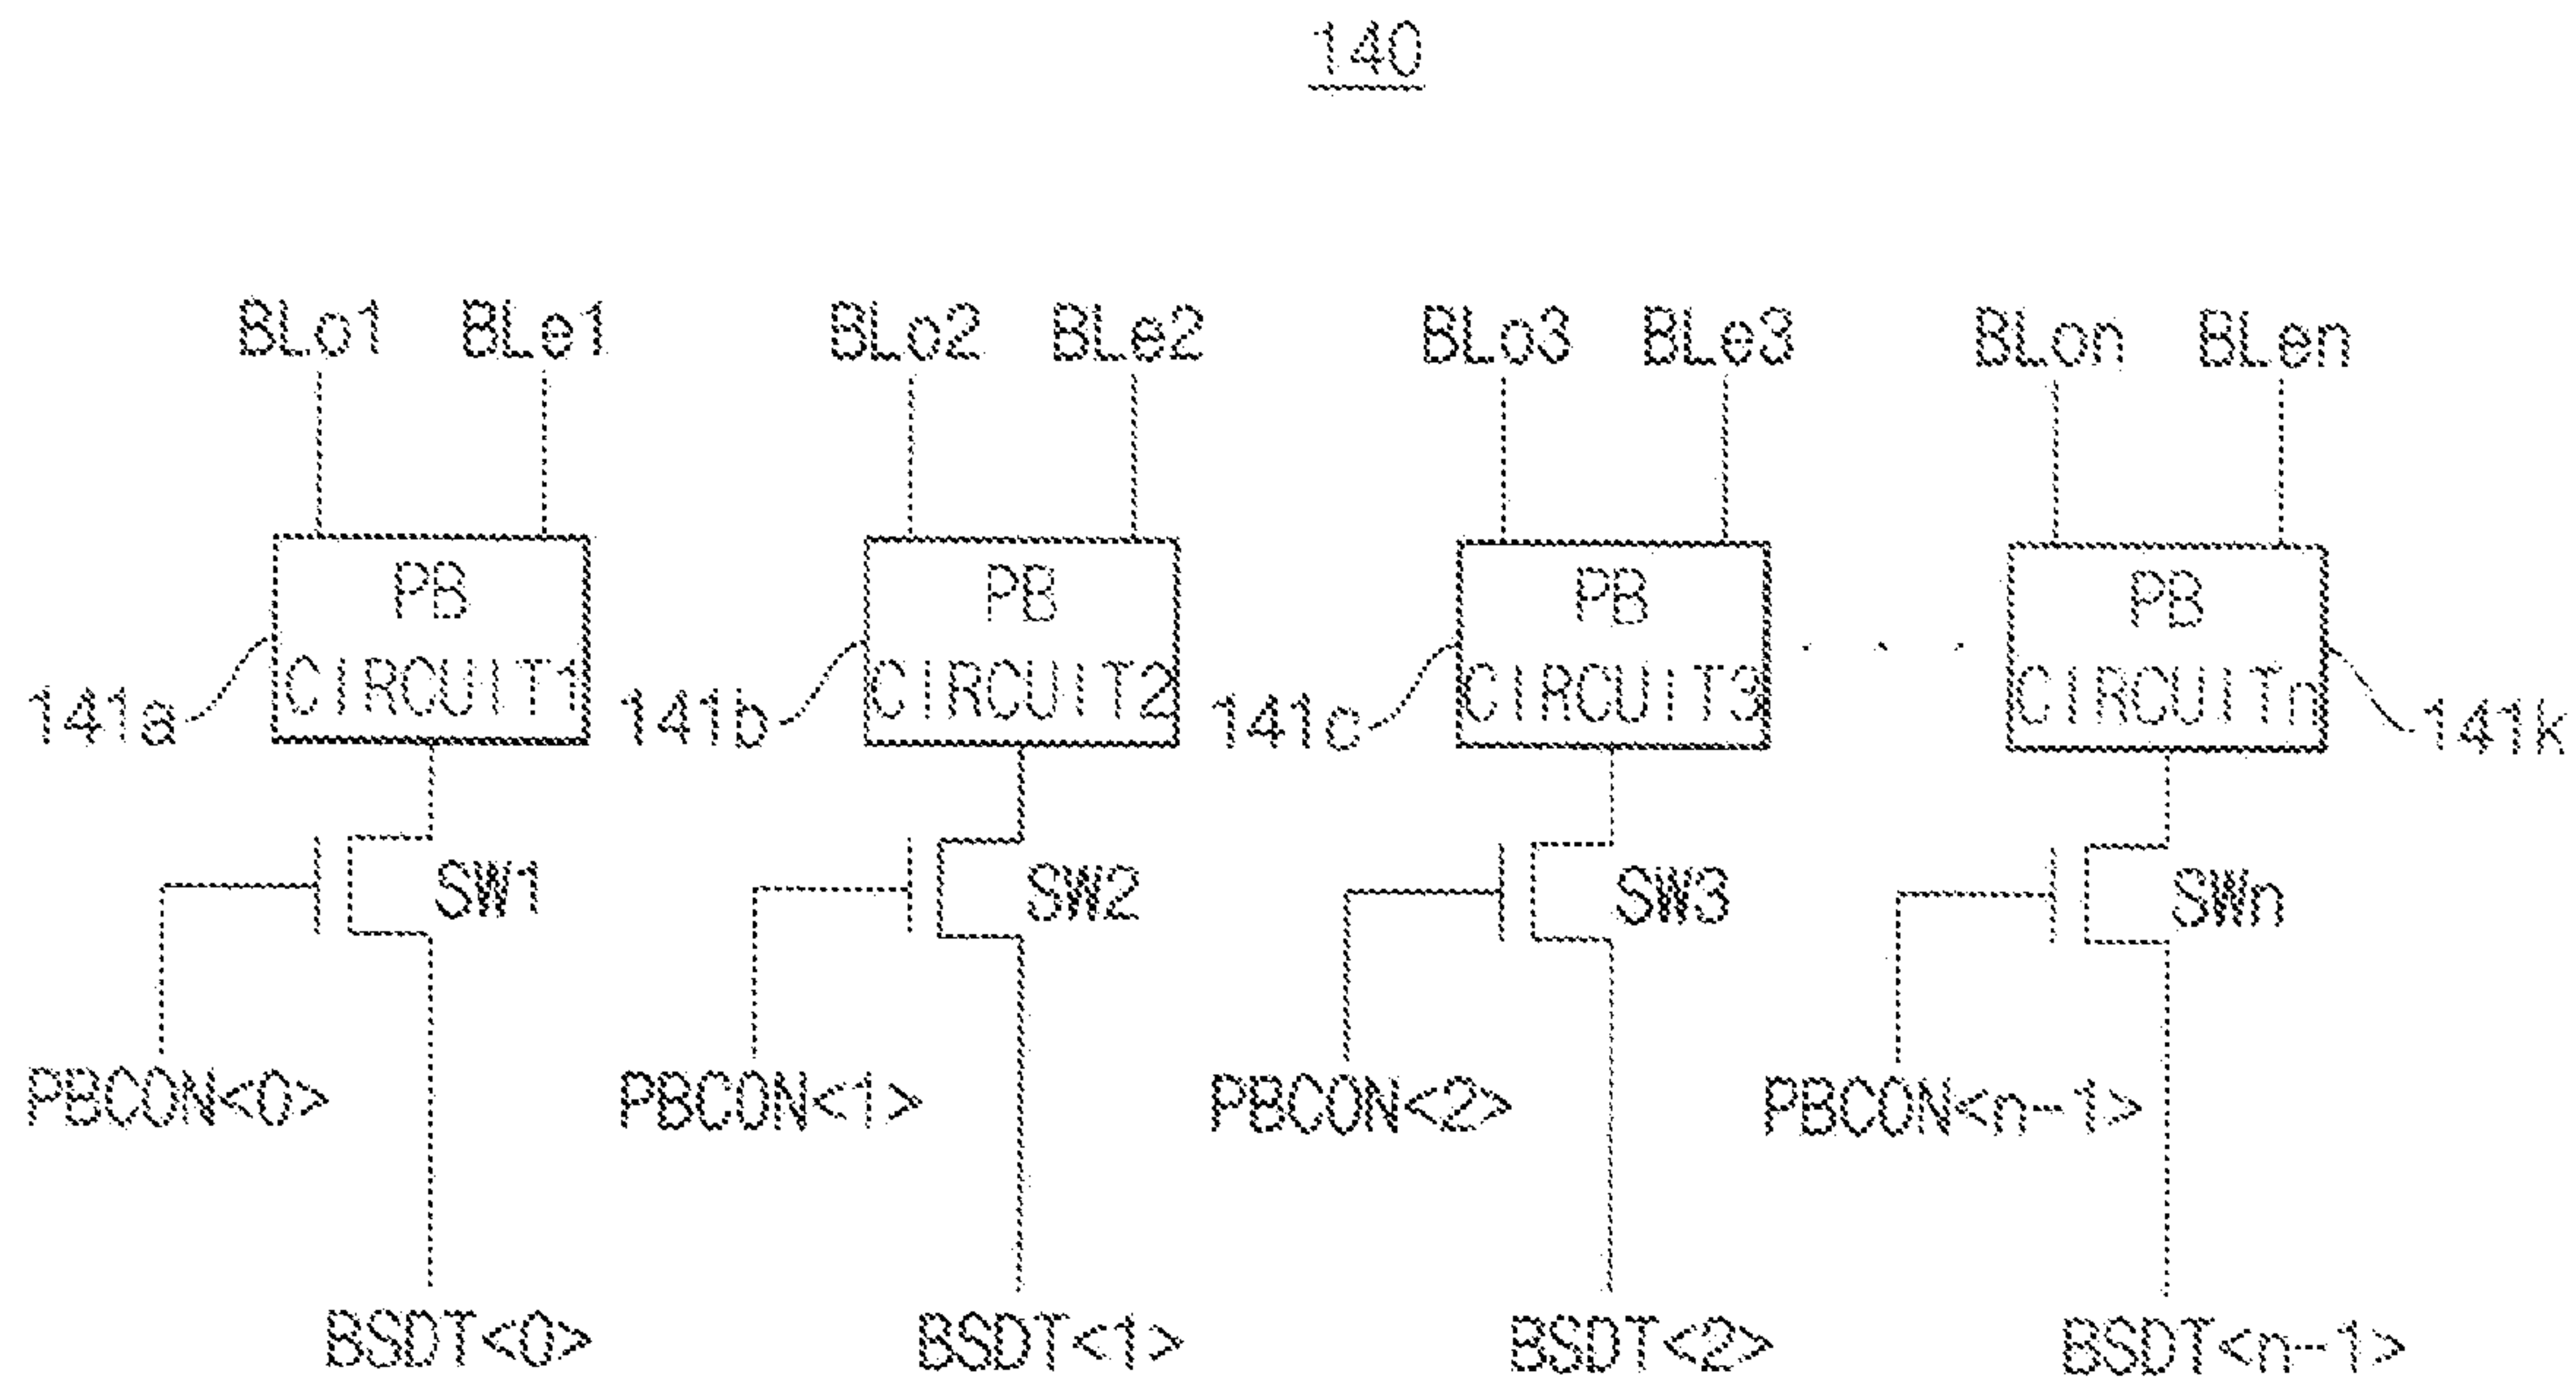 140
BLo1 BLe1 BLo2 BLe2 BLo3 BLe3 BLon BLen
PB PB PB PB
CIRCUIT1 CIRCUIT2 CIRCUIT3 CIRCUITn
141a 141b 141c 141k
SW1 SW2 SW3 SWn
PBCON<0> PBCON<1> PBCON<2> PBCON<n-1>
BSDT<0> BSDT<1> BSDT<2> BSDT<n-1>